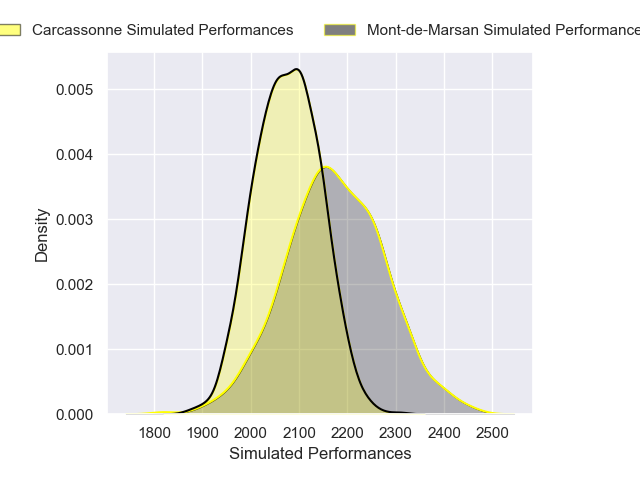 Carcassonne Simulated Performances Mont-de-Marsan Simulated Performance
0.005
0.004
0.003
0.002
0.001
0.000
Density
1800 1900 2000 2100 2200 2300 2400 2500
Simulated Performances